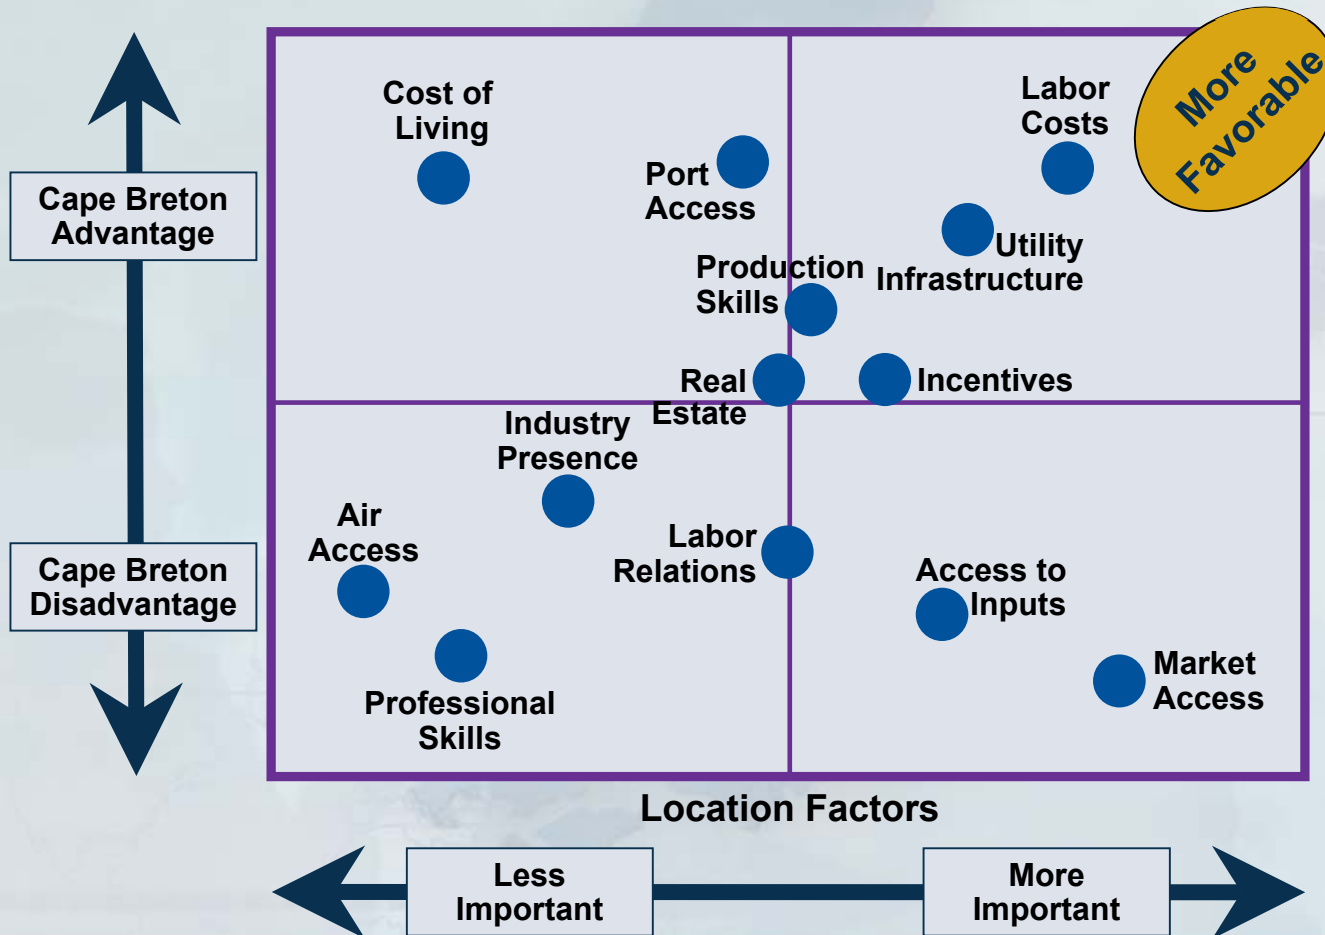 More
Favorable
Cost of
Living
Labor
Costs
Port
Access
Cape Breton
Advantage
Utility
Infrastructure
Production
Skills
Real
Estate
Incentives
Industry
Presence
Air
Access
Labor
Relations
Cape Breton
Disadvantage
Access to
Inputs
Market
Access
Professional
Skills
Location Factors
Less
Important
More
Important